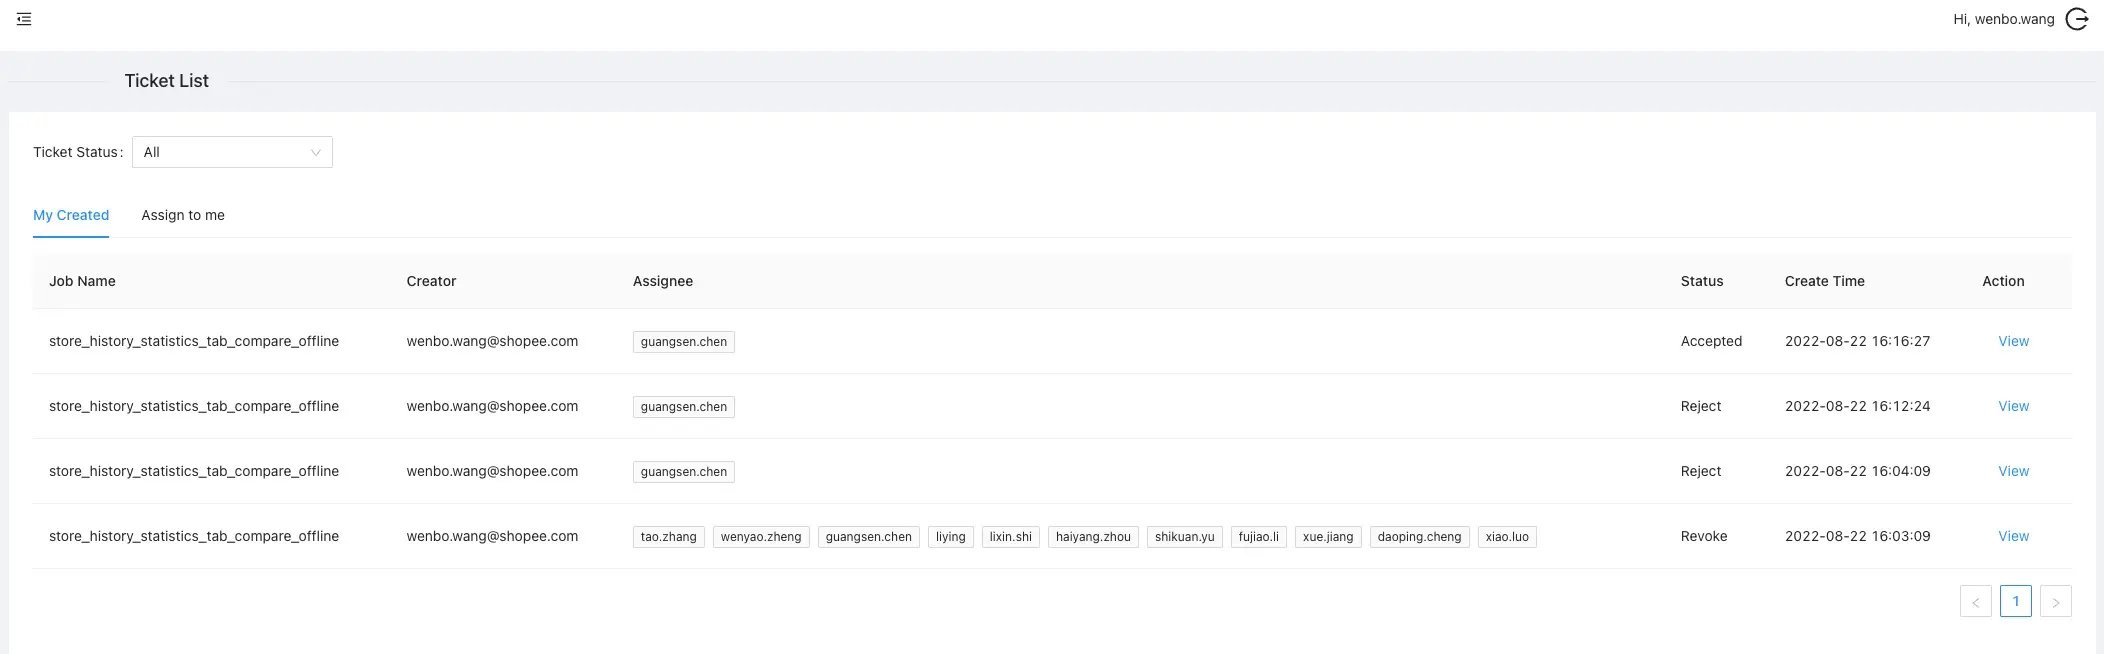 Hi, wenbo.wang
Ticket List
Ticket Status: All
My Created Assign to me
Job Name Creator Assignee Status Create Time Action
store_history_statistics_tab_compare_offline wenbo.wang@shopee.com guangsen.chen Accepted 2022-08-22 16:16:27 View
store_history_statistics_tab_compare_offline wenbo.wang@shopee.com guangsen.chen Reject 2022-08-22 16:12:24 View
store_history_statistics_tab_compare_offline wenbo.wang@shopee.com guangsen.chen Reject 2022-08-22 16:04:09 View
store_history_statistics_tab_compare_offline wenbo.wang@shopee.com tao.zhang wenyao.zheng guangsen.chen liying lixin.shi haiyang.zhou shikuan.yu fujiao.li xue.jiang daoping.cheng xiao.luo Revoke 2022-08-22 16:03:09 View
< 1 >